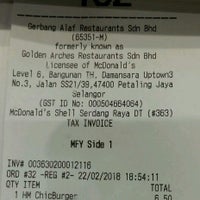 Gerbang Alaf Restaurants Sdn Bhd
(65351-M)
formerly known as
Golden Arches Restaurants Sdn Bhd
Licensee of McDonald's
Level 6, Bangunan TH, Damansara Uptown3
No.3, Jalan SS21/39,47400 Petaling Jaya
Selangor
(GST ID No: 000504664064)
McDonald's Shell Serdang Raya DT (#363)
TAX INVOICE
MFY Side 1
INV# 003630200012116
ORD #32 -REG #2- 22/02/2018 18:54:11
QTY ITEM TOTAL
1 HM ChicBurger 6.50